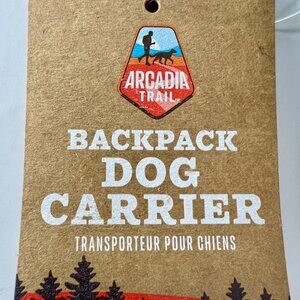 ARCADIA
TRAIL
BACKPACK
DOG
CARRIER
TRANSPORTEUR POUR CHIENS